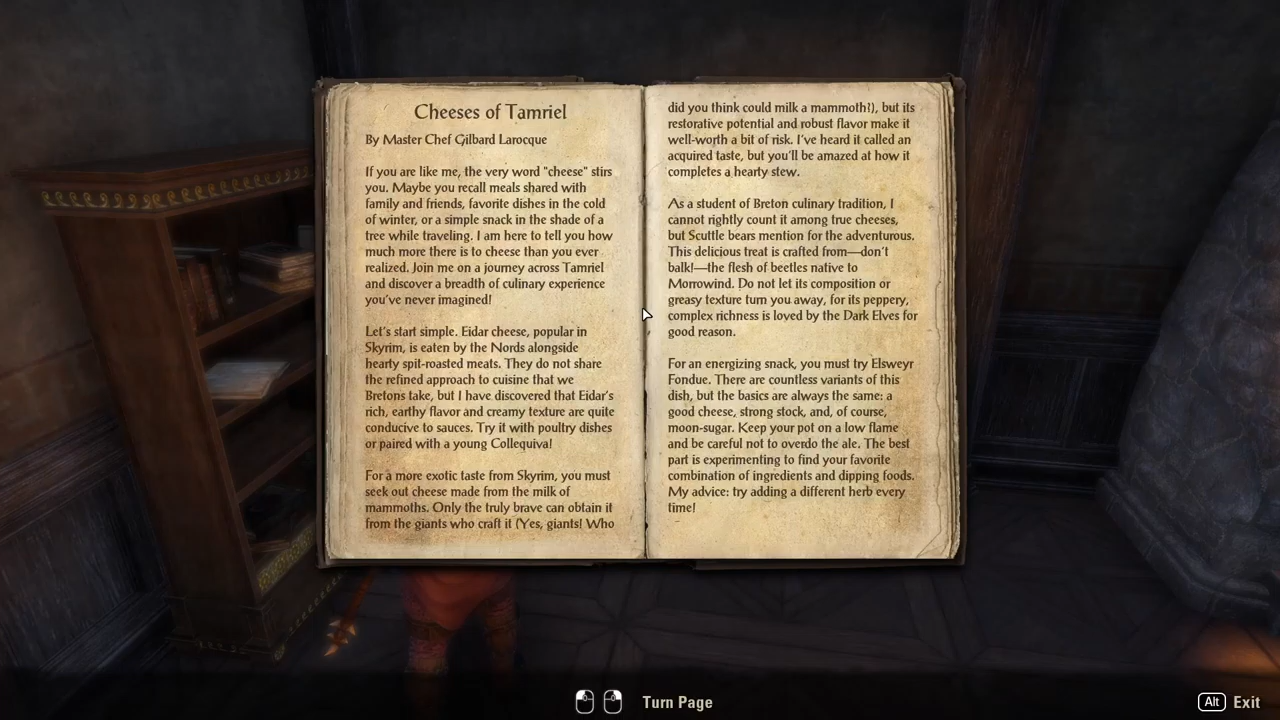 Cheeses of Tamriel
By Master Chef Gilbard Larocque
If you are like me, the very word "cheese" stirs
you. Maybe you recall meals shared with
family and friends, favorite dishes in the cold
of winter, or a simple snack in the shade of a
tree while traveling. I am here to tell you how
much more there is to cheese than you ever
realized. Join me on a journey across Tamriel
and discover a breadth of culinary experience
you've never imagined!
Let's start simple. Eidar cheese, popular in
Skyrim, is eaten by the Nords alongside
hearty spit-roasted meats. They do not share
the refined approach to cuisine that we
Bretons take, but I have discovered that Eidar's
rich, earthy flavor and creamy texture are quite
conducive to sauces. Try it with poultry dishes
or paired with a young Collequiva!
For a more exotic taste from Skyrim, you must
seek out cheese made from the milk of
mammoths. Only the truly brave can obtain it
from the giants who craft it (Yes, giants! Who
did you think could milk a mammoth?), but its
restorative potential and robust flavor make it
well-worth a bit of risk. I've heard it called an
acquired taste, but you'll be amazed at how it
completes a hearty stew.
As a student of Breton culinary tradition, I
cannot rightly count it among true cheeses,
but Scuttle bears mention for the adventurous.
This delicious treat is crafted from—don't
balk!—the flesh of beetles native to
Morrowind. Do not let its composition or
greasy texture turn you away, for its peppery,
complex richness is loved by the Dark Elves for
good reason.
For an energizing snack, you must try Elsweyr
Fondue. There are countless variants of this
dish, but the basics are always the same: a
good cheese, strong stock, and, of course,
moon-sugar. Keep your pot on a low flame
and be careful not to overdo the ale. The best
part is experimenting to find your favorite
combination of ingredients and dipping foods.
My advice: try adding a different herb every
time!
Turn Page
Alt Exit